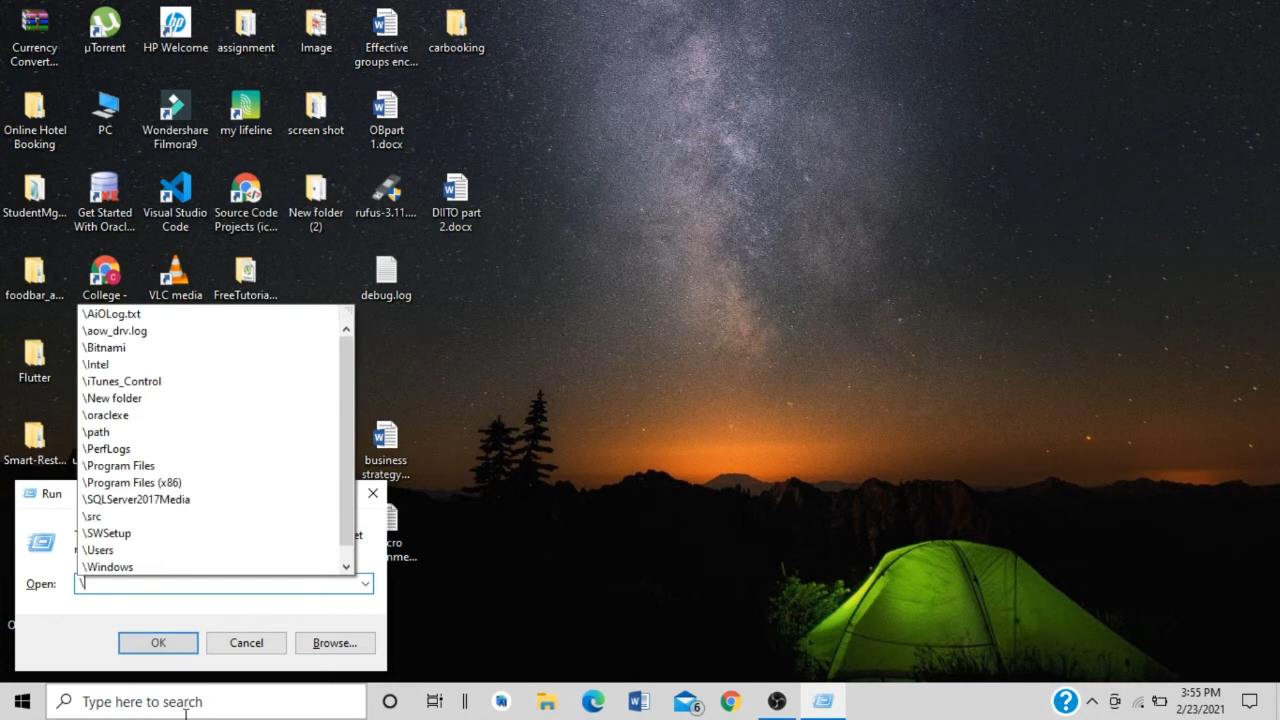 Currency
Convert...
µTorrent
HP Welcome
assignment
Image
Effective
groups enc...
carbooking
Online Hotel
Booking
PC
Wondershare
Filmora9
my lifeline
screen shot
OBpart
1.docx
StudentMg...
Get Started
With Oracl...
Visual Studio
Code
Source Code
Projects (ic...
New folder
(2)
rufus-3.11....
DIITO part
2.docx
foodbar_a...
College -
VLC media
FreeTutoria...
debug.log
\AiOLog.txt
\aow_drv.log
\Bitnami
\Intel
\iTunes_Control
\New folder
\oraclexe
\path
\PerfLogs
\Program Files
\Program Files (x86)
\SQLServer2017Media
\src
\SWSetup
\Users
\Windows
Flutter
Smart-Rest...
business
strategy...
Run
Open:
\
OK
Cancel
Browse...
Type here to search
6
3:55 PM
2/23/2021